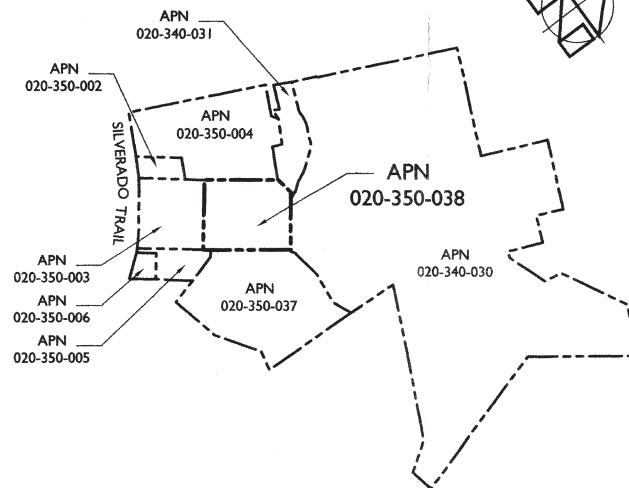 APN
020-340-031
APN
020-350-002
APN
020-350-004
SILVERADO TRAIL
APN
020-350-038
APN
020-350-003
APN
020-340-030
APN
020-350-006
APN
020-350-037
APN
020-350-005